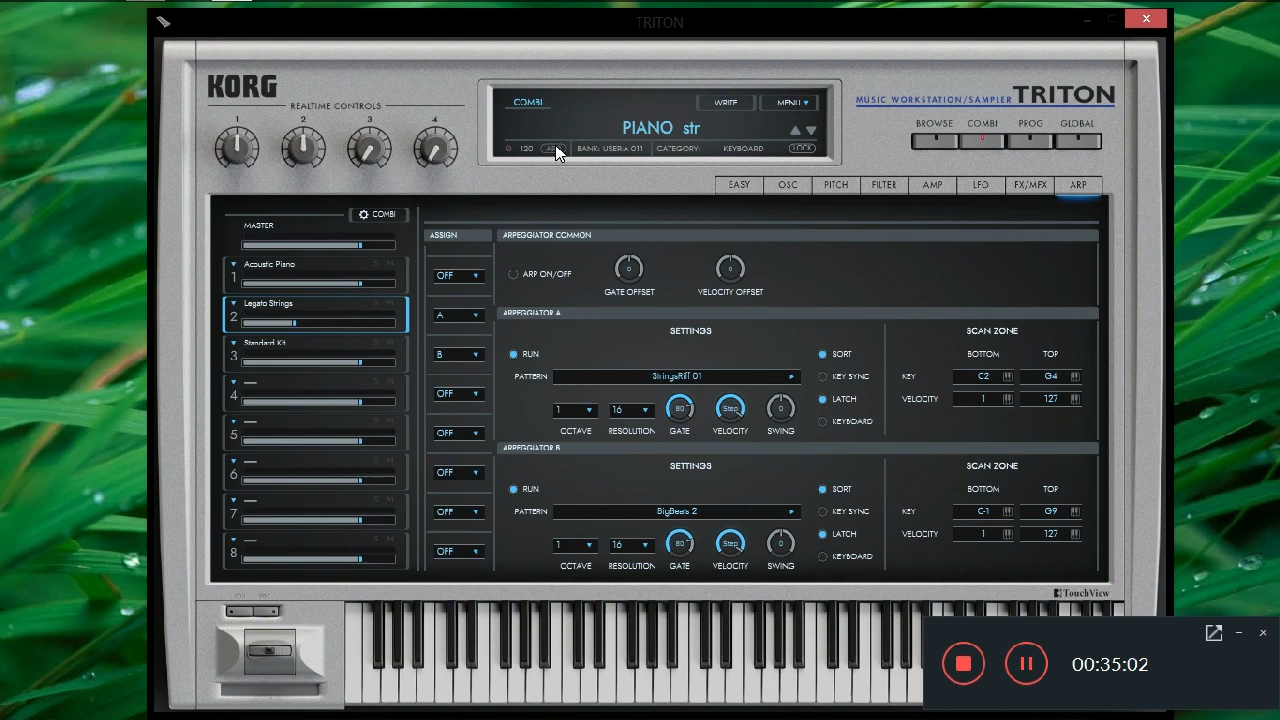 TRITON
KORG
REALTIME CONTROLS
1 2 3 4
COMBI WRITE MENU
PIANO str
120 ARP BANK: USER-A 011 CATEGORY: KEYBOARD LOCK
MUSIC WORKSTATION/SAMPLER TRITON
BROWSE COMBI PROG GLOBAL
EASY OSC PITCH FILTER AMP LFO FX/MFX ARP
COMBI
MASTER
1 Acoustic Piano S M
2 Legato Strings S M
3 Standard Kit S M
4 --- S M
5 --- S M
6 --- S M
7 --- S M
8 --- S M
ASSIGN
OFF
A
B
OFF
OFF
OFF
OFF
OFF
ARPEGGIATOR COMMON
ARP ON/OFF 0 0
GATE OFFSET VELOCITY OFFSET
ARPEGGIATOR A
SETTINGS SCAN ZONE
RUN SORT BOTTOM TOP
PATTERN StringsRiff 01 KEY SYNC KEY C2 G4
1 16 80 Step 0 LATCH VELOCITY 1 127
OCTAVE RESOLUTION GATE VELOCITY SWING KEYBOARD
ARPEGGIATOR B
SETTINGS SCAN ZONE
RUN SORT BOTTOM TOP
PATTERN BigBeats 2 KEY SYNC KEY C-1 G9
1 16 80 Step 0 LATCH VELOCITY 1 127
OCTAVE RESOLUTION GATE VELOCITY SWING KEYBOARD
TouchView
00:35:02